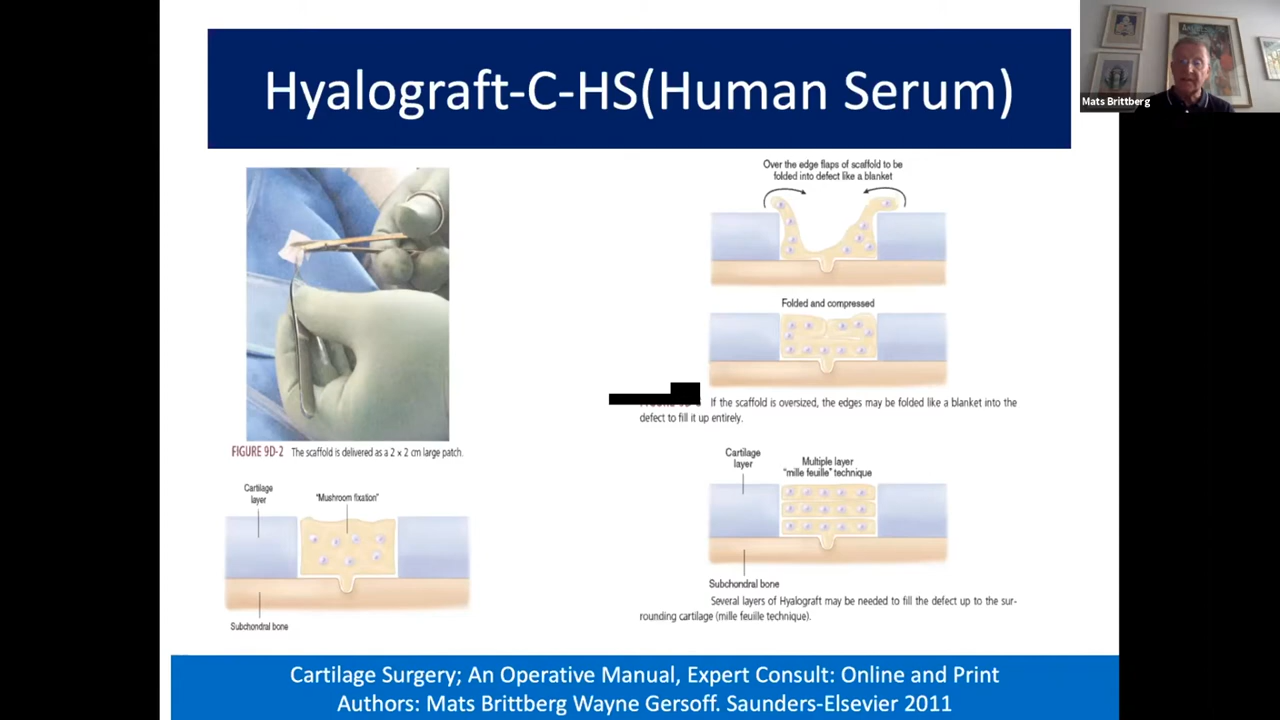 Hyalograft-C-HS(Human Serum)
Mats Brittberg
FIGURE 9D-2 The scaffold is delivered as a 2 × 2 cm large patch.
Cartilage
layer
"Mushroom fixation"
Subchondral bone
Over the edge flaps of scaffold to be
folded into defect like a blanket
Folded and compressed
If the scaffold is oversized, the edges may be folded like a blanket into the
defect to fill it up entirely.
Cartilage
layer
Multiple layer
"mille feuille" technique
Subchondral bone
Several layers of Hyalograft may be needed to fill the defect up to the sur-
rounding cartilage (mille feuille technique).
Cartilage Surgery; An Operative Manual, Expert Consult: Online and Print
Authors: Mats Brittberg Wayne Gersoff. Saunders-Elsevier 2011